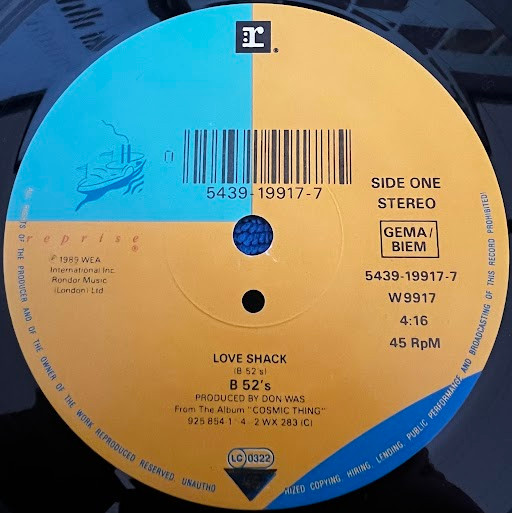 r
5439-19917-7
SIDE ONE
STEREO
GEMA/
BIEM
5439-19917-7
W9917
4:16
45 RpM
reprise
℗ 1989 WEA
International Inc.
Rondor Music
(London) Ltd
LOVE SHACK
(B 52's)
B 52's
PRODUCED BY DON WAS
From The Album "COSMIC THING"
925 854-1-4-2 WX 283 (C)
LC 0322
OF THE PRODUCER AND OF THE OWNER OF THE WORK REPRODUCED RESERVED. UNAUTHO
RIZED COPYING, HIRING, LENDING, PUBLIC PERFORMANCE AND BROADCASTING OF THIS RECORD PROHIBITED!